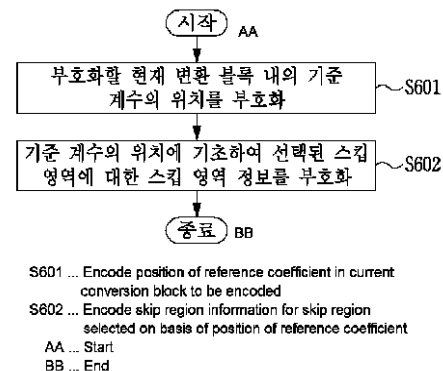 시작
AA
부호화할 현재 변환 블록 내의 기준
계수의 위치를 부호화
S601
기준 계수의 위치에 기초하여 선택된 스킵
영역에 대한 스킵 영역 정보를 부호화
S602
종료
BB
S601 ... Encode position of reference coefficient in current
conversion block to be encoded
S602 ... Encode skip region information for skip region
selected on basis of position of reference coefficient
AA ... Start
BB ... End